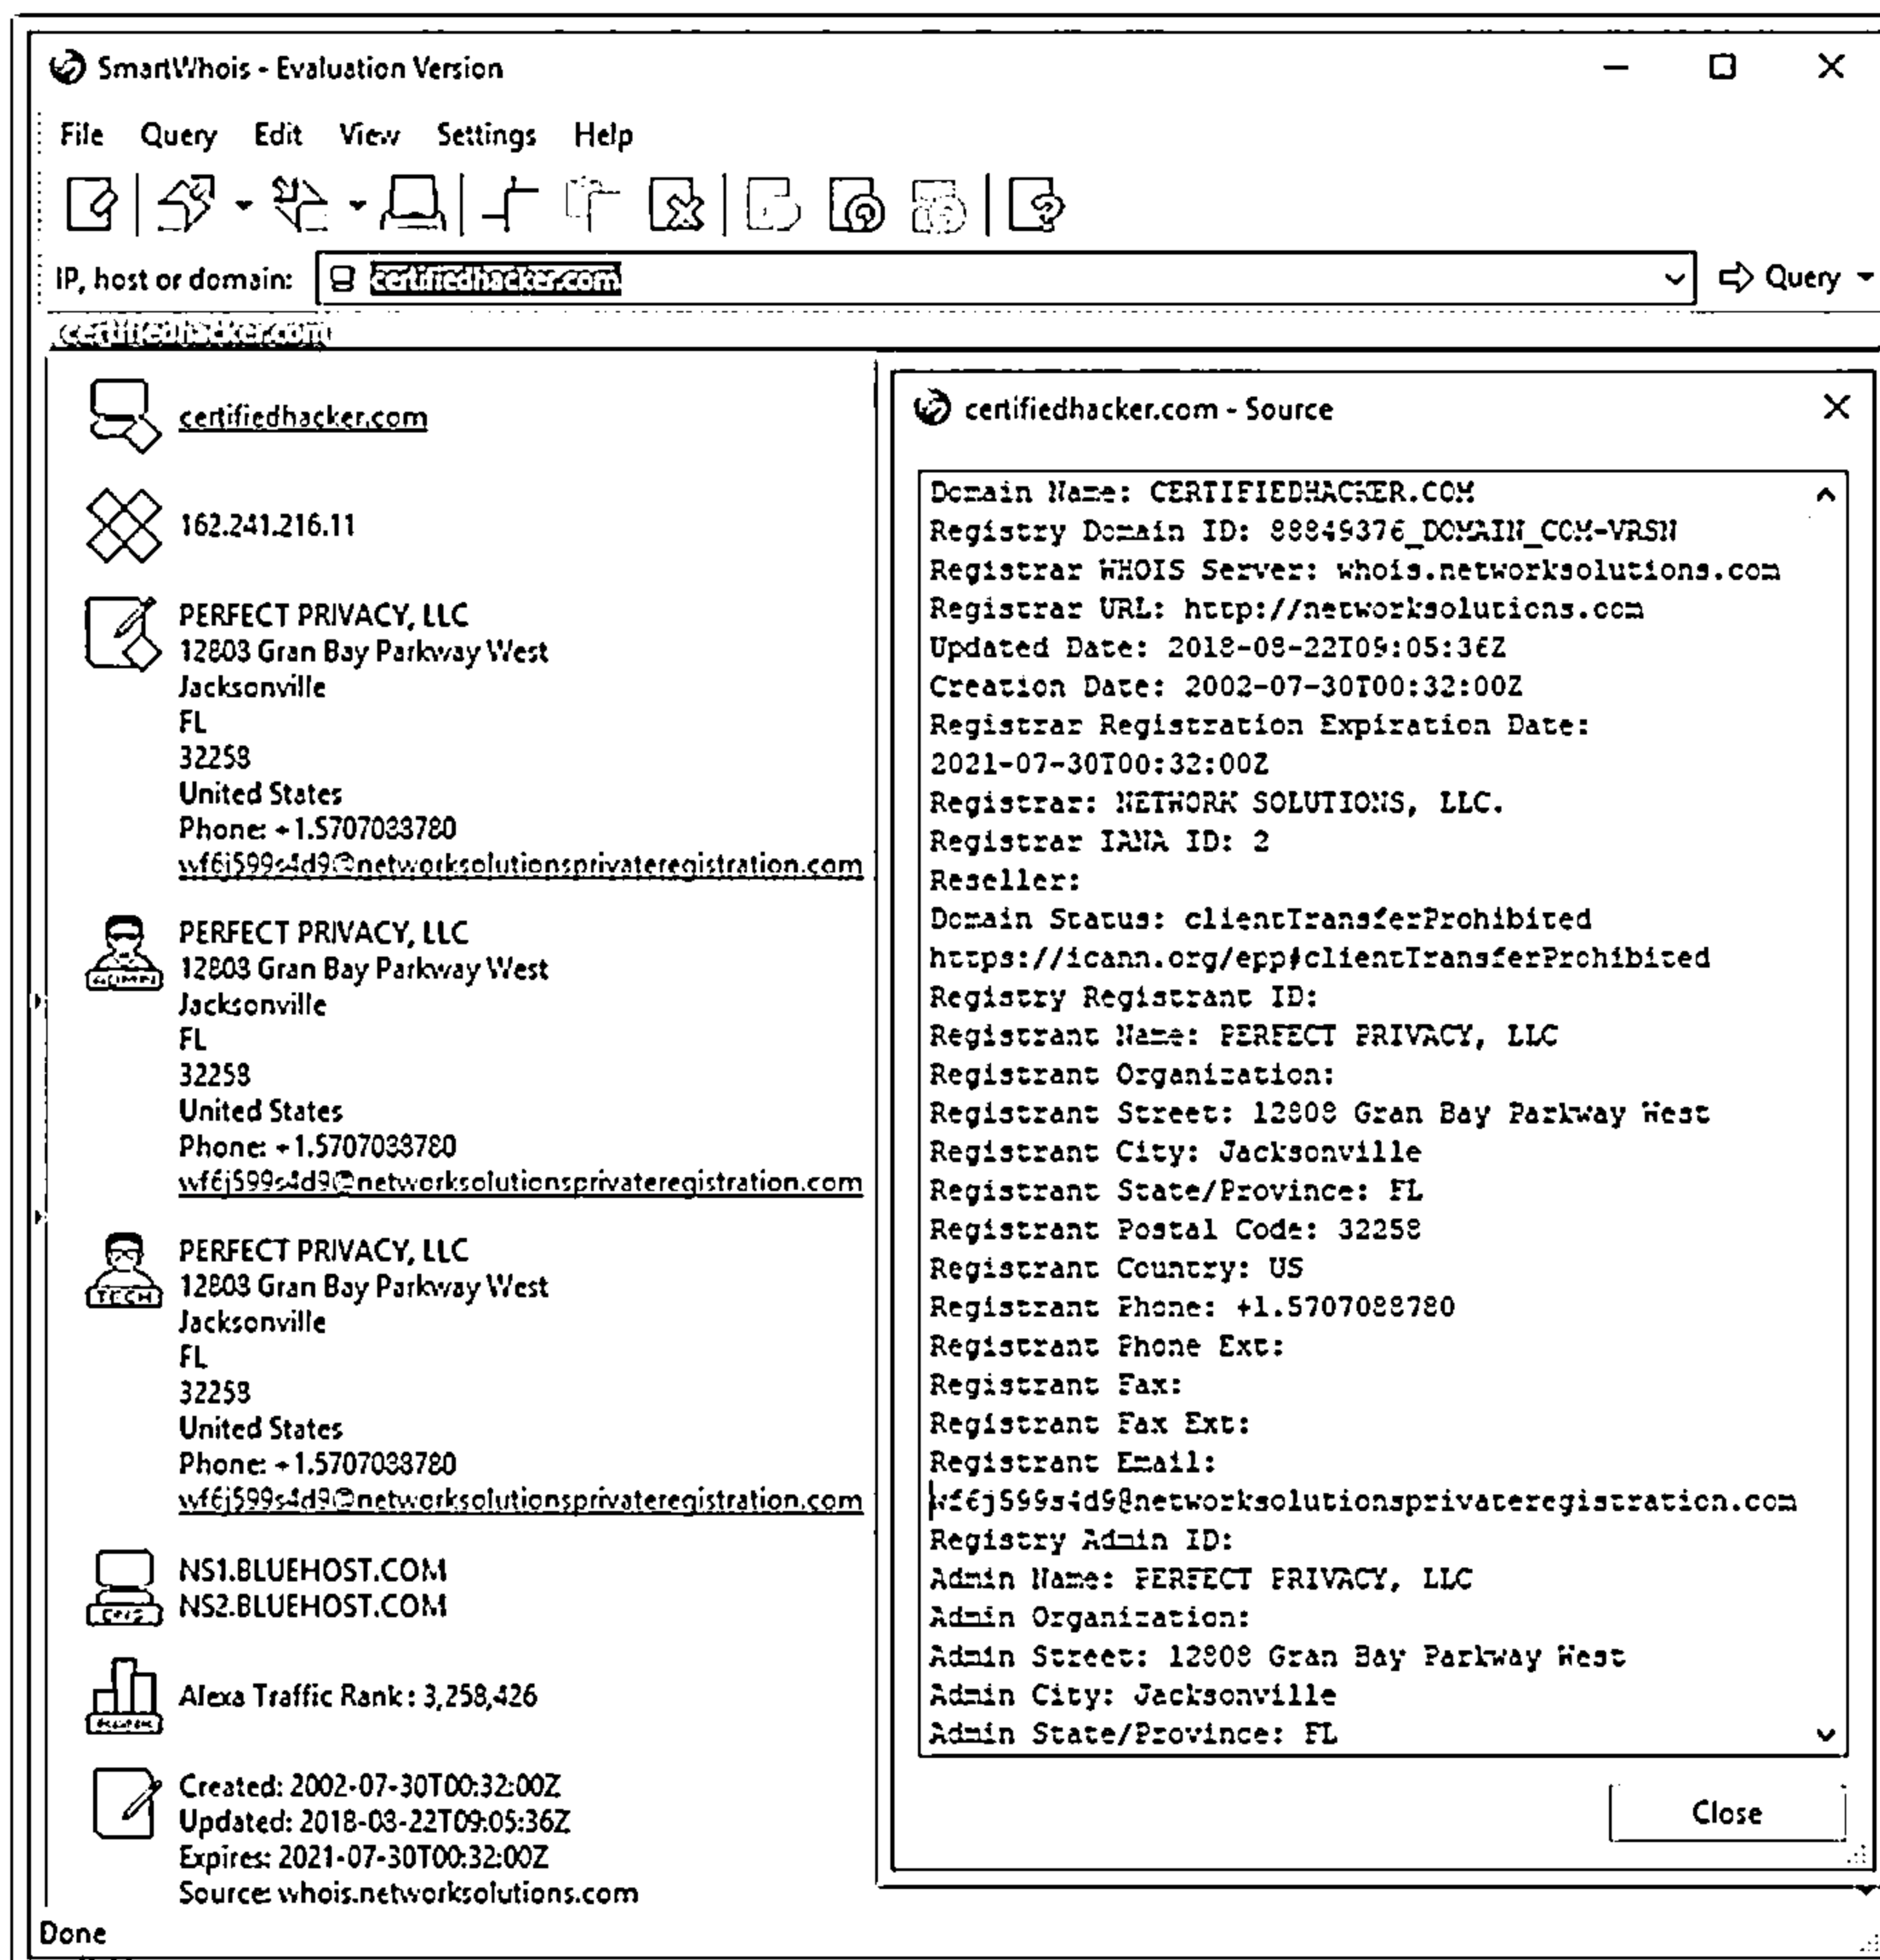 SmartWhois - Evaluation Version
File Query Edit View Settings Help
IP, host or domain: certifiedhacker.com Query
certifiedhacker.com
certifiedhacker.com
162.241.216.11
PERFECT PRIVACY, LLC
12808 Gran Bay Parkway West
Jacksonville
FL
32258
United States
Phone: +1.5707088780
wf6j599s4d9@networksolutionsprivateregistration.com
PERFECT PRIVACY, LLC
12808 Gran Bay Parkway West
Jacksonville
FL
32258
United States
Phone: +1.5707088780
wf6j599s4d9@networksolutionsprivateregistration.com
TECH
PERFECT PRIVACY, LLC
12808 Gran Bay Parkway West
Jacksonville
FL
32258
United States
Phone: +1.5707088780
wf6j599s4d9@networksolutionsprivateregistration.com
NS1.BLUEHOST.COM
NS2.BLUEHOST.COM
Alexa Traffic Rank: 3,258,426
Created: 2002-07-30T00:32:00Z
Updated: 2018-08-22T09:05:36Z
Expires: 2021-07-30T00:32:00Z
Source: whois.networksolutions.com
Done
certifiedhacker.com - Source
Domain Name: CERTIFIEDHACKER.COM
Registry Domain ID: 88849376_DOMAIN_COM-VRSN
Registrar WHOIS Server: whois.networksolutions.com
Registrar URL: http://networksolutions.com
Updated Date: 2018-08-22T09:05:36Z
Creation Date: 2002-07-30T00:32:00Z
Registrar Registration Expiration Date:
2021-07-30T00:32:00Z
Registrar: NETWORK SOLUTIONS, LLC.
Registrar IANA ID: 2
Reseller:
Domain Status: clientTransferProhibited
https://icann.org/epp#clientTransferProhibited
Registry Registrant ID:
Registrant Name: PERFECT PRIVACY, LLC
Registrant Organization:
Registrant Street: 12808 Gran Bay Parkway West
Registrant City: Jacksonville
Registrant State/Province: FL
Registrant Postal Code: 32258
Registrant Country: US
Registrant Phone: +1.5707088780
Registrant Phone Ext:
Registrant Fax:
Registrant Fax Ext:
Registrant Email:
wf6j599s4d9@networksolutionsprivateregistration.com
Registry Admin ID:
Admin Name: PERFECT PRIVACY, LLC
Admin Organization:
Admin Street: 12808 Gran Bay Parkway West
Admin City: Jacksonville
Admin State/Province: FL
Close